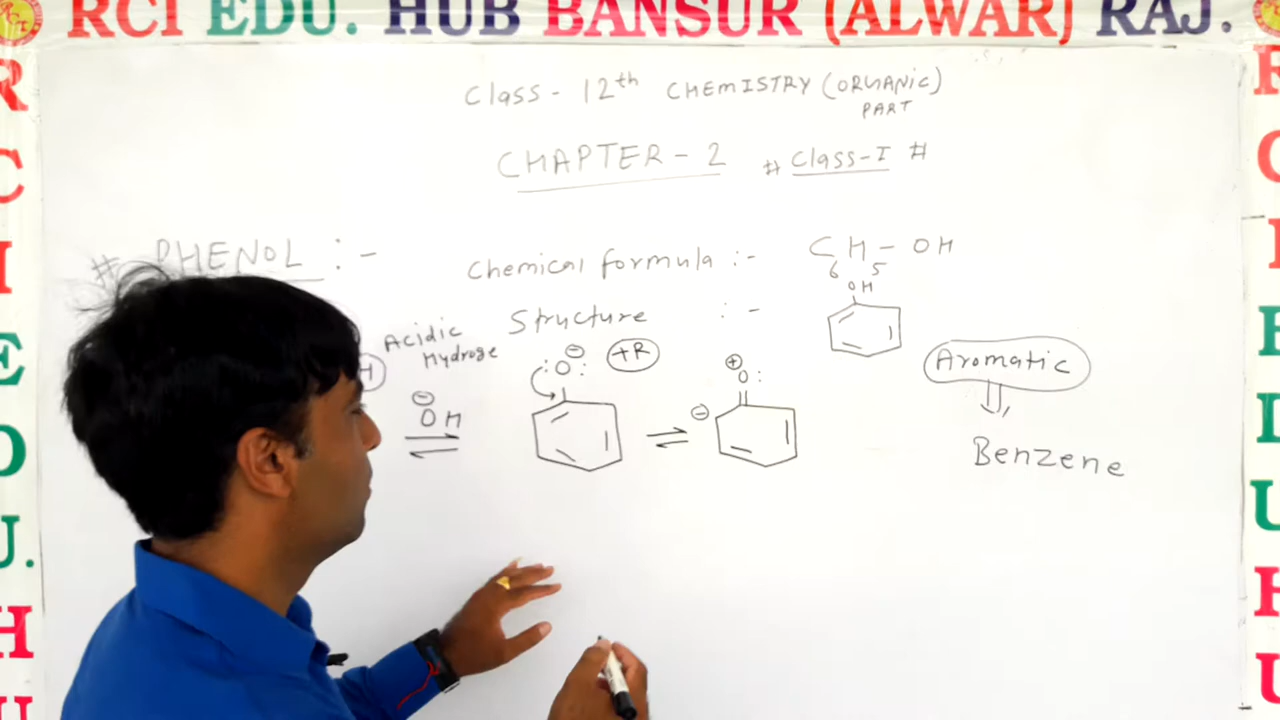 RCI EDU. HUB BANSUR (ALWAR) RAJ.
Class - 12th CHEMISTRY (ORGANIC)
PART
CHAPTER - 2 # Class-I #
# PHENOL :-
Chemical formula :- C6H5 - OH
Structure :-
OH
Acidic
Hydroge
H
⊖
OH
⊖
:O:
+R
⊕
O:
⊖
Aromatic
Benzene
R
C
I
E
D
U.
H
U
R
C
I
E
D
U
H
U